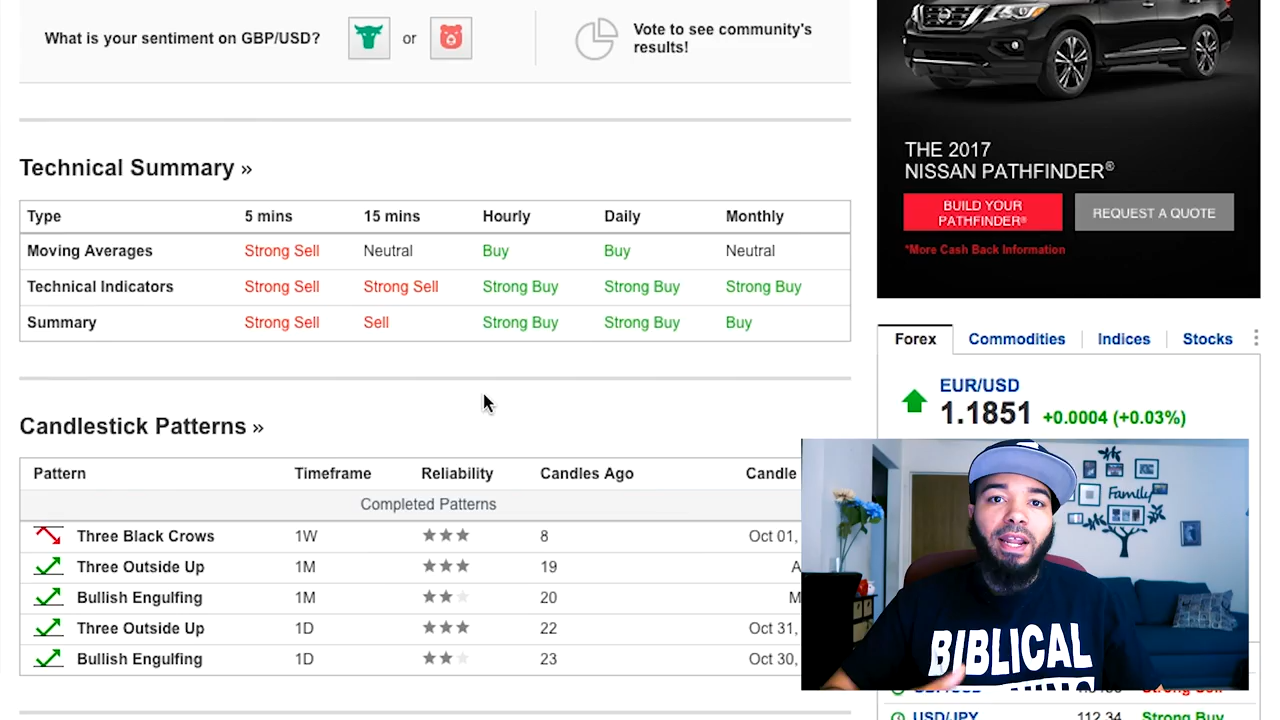 What is your sentiment on GBP/USD? or Vote to see community's
results!
Technical Summary »
Type 5 mins 15 mins Hourly Daily Monthly
Moving Averages Strong Sell Neutral Buy Buy Neutral
Technical Indicators Strong Sell Strong Sell Strong Buy Strong Buy Strong Buy
Summary Strong Sell Sell Strong Buy Strong Buy Buy
Candlestick Patterns »
Pattern Timeframe Reliability Candles Ago Candle
Completed Patterns
Three Black Crows 1W 8 Oct 01,
Three Outside Up 1M 19 A
Bullish Engulfing 1M 20 M
Three Outside Up 1D 22 Oct 31,
Bullish Engulfing 1D 23 Oct 30,
THE 2017
NISSAN PATHFINDER®
BUILD YOUR
PATHFINDER®
REQUEST A QUOTE
*More Cash Back Information
Forex Commodities Indices Stocks
EUR/USD
1.1851 +0.0004 (+0.03%)
Family
BIBLICAL
USD/JPY 112.34 Strong Buy